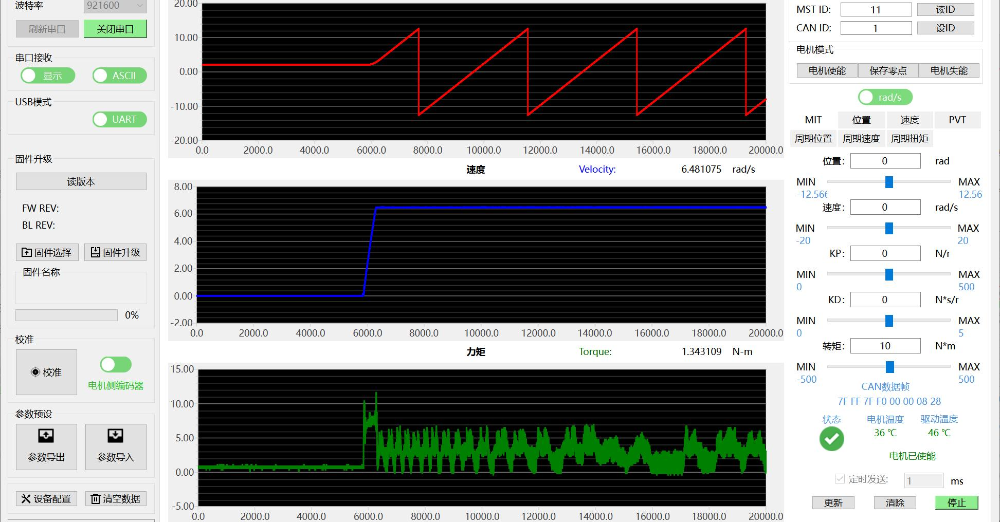 波特率 921600
刷新串口 关闭串口
串口接收
显示 ASCII
USB模式
UART
固件升级
读版本
FW REV:
BL REV:
固件选择 固件升级
固件名称
0%
校准
校准
电机侧编码器
参数预设
参数导出 参数导入
设备配置 清空数据
20.00
10.00
0.00
-10.00
-20.00
0.0 2000.0 4000.0 6000.0 8000.0 10000.0 12000.0 14000.0 16000.0 18000.0 20000.0
速度 Velocity: 6.481075 rad/s
8.00
6.00
4.00
2.00
0.00
-2.00
0.0 2000.0 4000.0 6000.0 8000.0 10000.0 12000.0 14000.0 16000.0 18000.0 20000.0
力矩 Torque: 1.343109 N-m
15.00
10.00
5.00
0.00
-5.00
0.0 2000.0 4000.0 6000.0 8000.0 10000.0 12000.0 14000.0 16000.0 18000.0 20000.0
MST ID: 11 读ID
CAN ID: 1 设ID
电机模式
电机使能 保存零点 电机失能
rad/s
MIT 位置 速度 PVT
周期位置 周期速度 周期扭矩
位置: 0 rad
MIN MAX
-12.566 12.56
速度: 0 rad/s
MIN MAX
-20 20
KP: 0 N/r
MIN MAX
0 500
KD: 0 N*s/r
MIN MAX
0 5
转矩: 10 N*m
MIN MAX
-500 500
CAN数据帧
7F FF 7F F0 00 00 08 28
状态 电机温度 驱动温度
36 ℃ 46 ℃
电机已使能
定时发送: 1 ms
更新 清除 停止